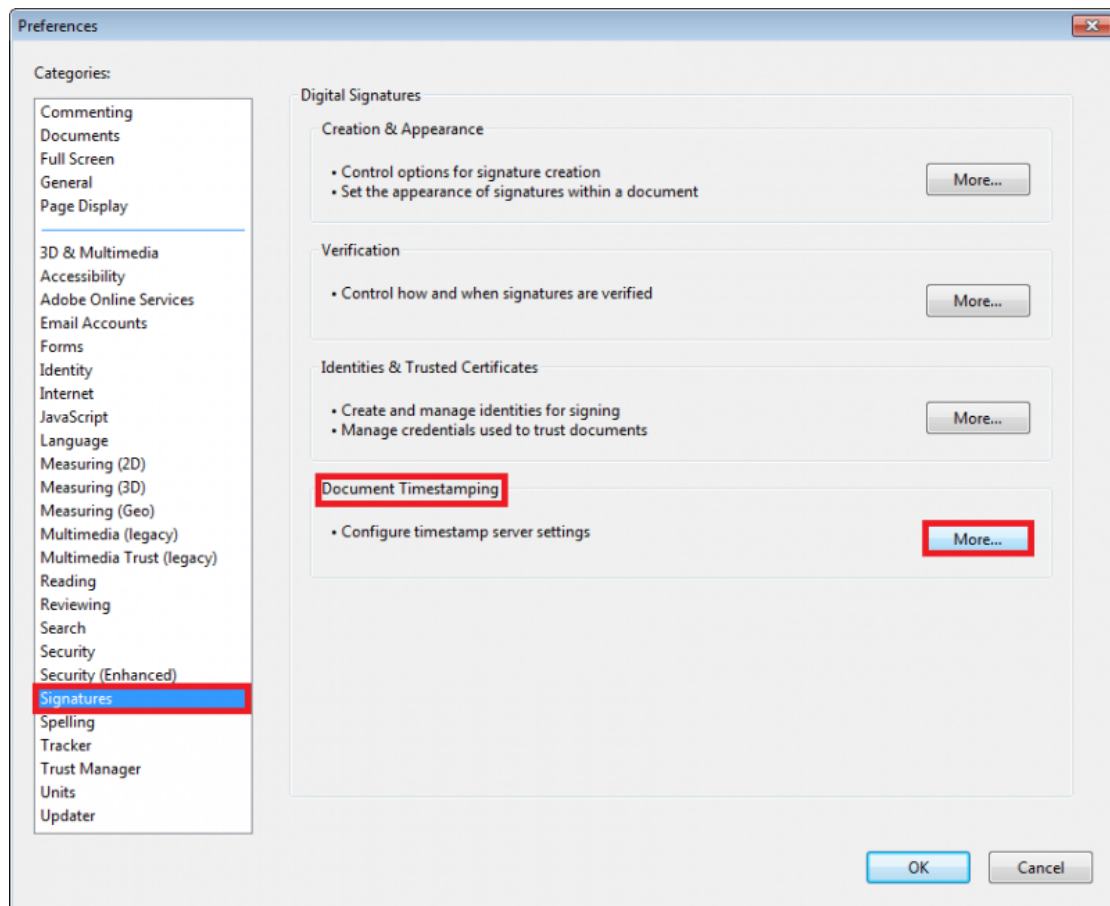 Preferences
Categories:
Commenting
Documents
Full Screen
General
Page Display
3D & Multimedia
Accessibility
Adobe Online Services
Email Accounts
Forms
Identity
Internet
JavaScript
Language
Measuring (2D)
Measuring (3D)
Measuring (Geo)
Multimedia (legacy)
Multimedia Trust (legacy)
Reading
Reviewing
Search
Security
Security (Enhanced)
Signatures
Spelling
Tracker
Trust Manager
Units
Updater
Digital Signatures
Creation & Appearance
• Control options for signature creation
• Set the appearance of signatures within a document
More...
Verification
• Control how and when signatures are verified
More...
Identities & Trusted Certificates
• Create and manage identities for signing
• Manage credentials used to trust documents
More...
Document Timestamping
• Configure timestamp server settings
More...
OK
Cancel